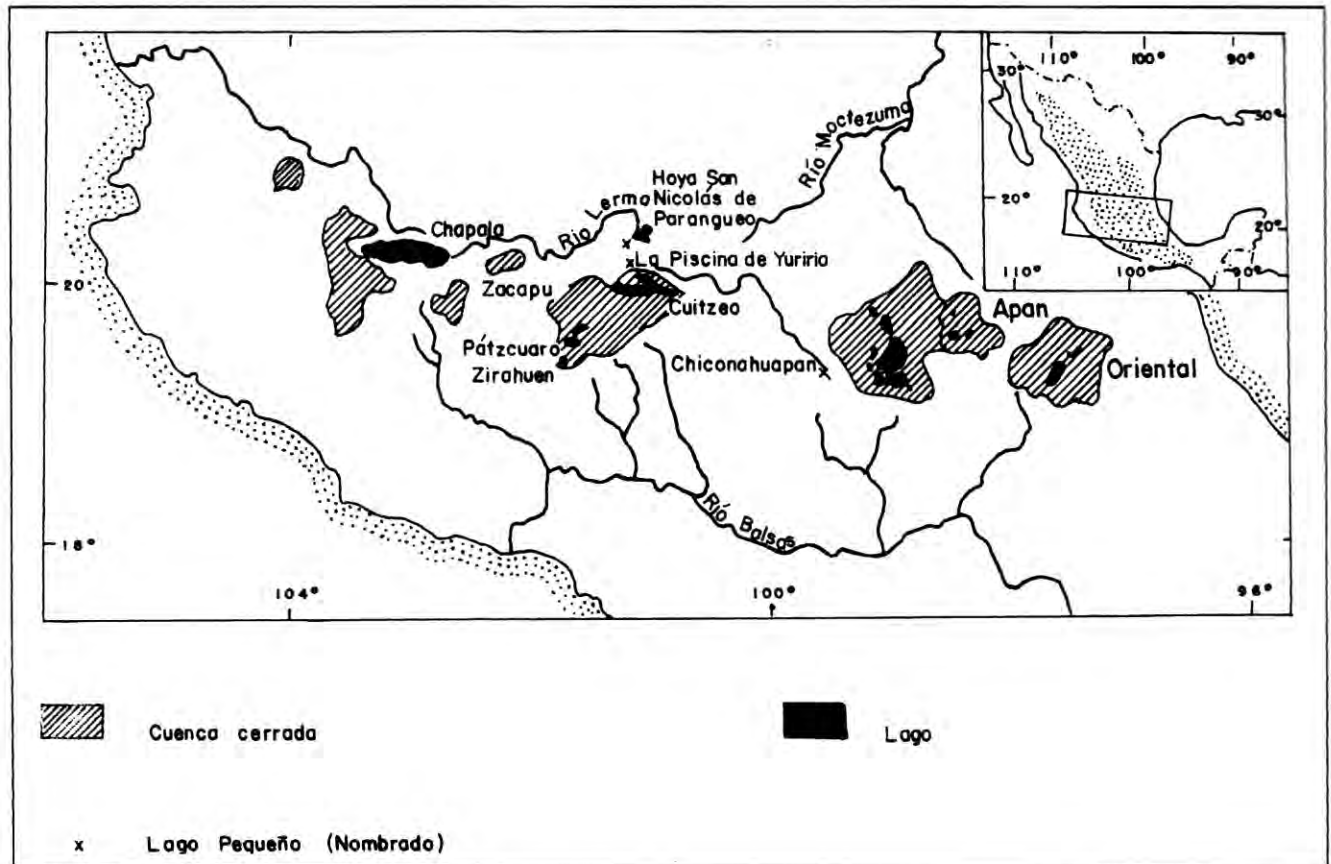 110°
100°
90°
30°
30°
20°
20°
110°
100°
90°
Río Moctezuma
Hoya San
Nicolás de
Parangueo
Río Lerma
Chapala
La Piscina de Yuriria
20°
Zacapu
Cuitzeo
Apan
Pátzcuaro
Zirahuen
Chiconahuapan
Oriental
Río Balsas
18°
104°
100°
96°
Cuenca cerrada
Lago
x Lago Pequeño (Nombrado)